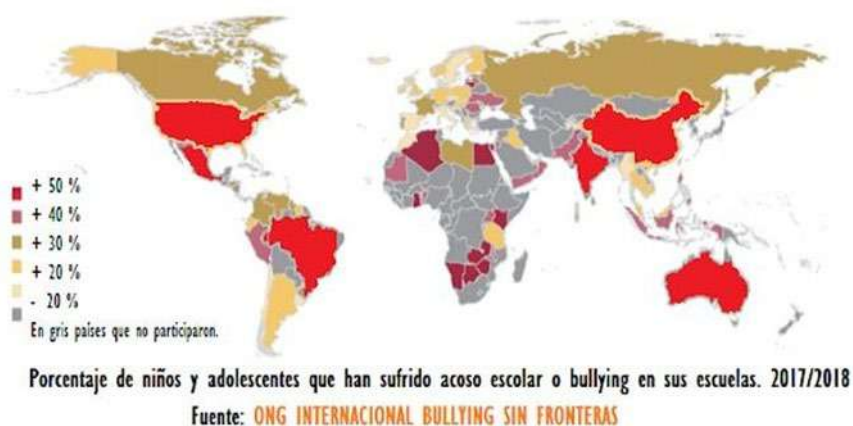 + 50 %
+ 40 %
+ 30 %
+ 20 %
- 20 %
En gris países que no participaron.
Porcentaje de niños y adolescentes que han sufrido acoso escolar o bullying en sus escuelas. 2017/2018
Fuente: ONG INTERNACIONAL BULLYING SIN FRONTERAS